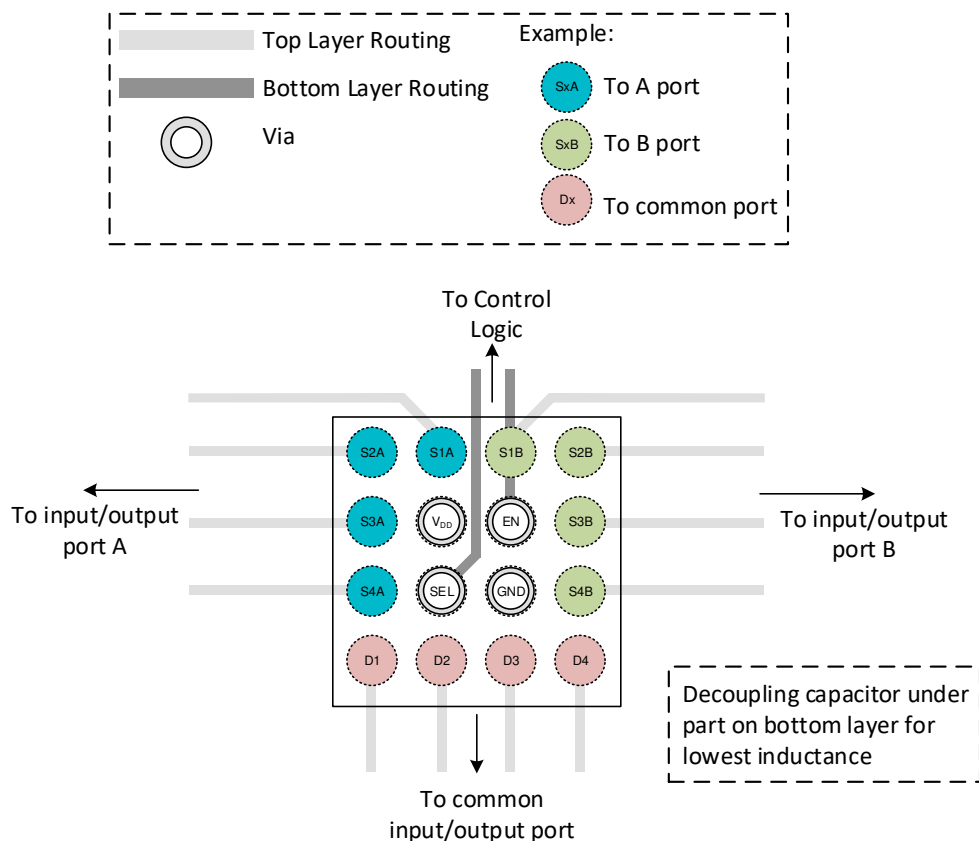 Top Layer Routing
Bottom Layer Routing
Via
Example:
SxA
To A port
SxB
To B port
Dx
To common port
To Control
Logic
S2A
S1A
S1B
S2B
To input/output
port A
S3A
VDD
EN
S3B
To input/output
port B
S4A
SEL
GND
S4B
D1
D2
D3
D4
Decoupling capacitor under
part on bottom layer for
lowest inductance
To common
input/output port